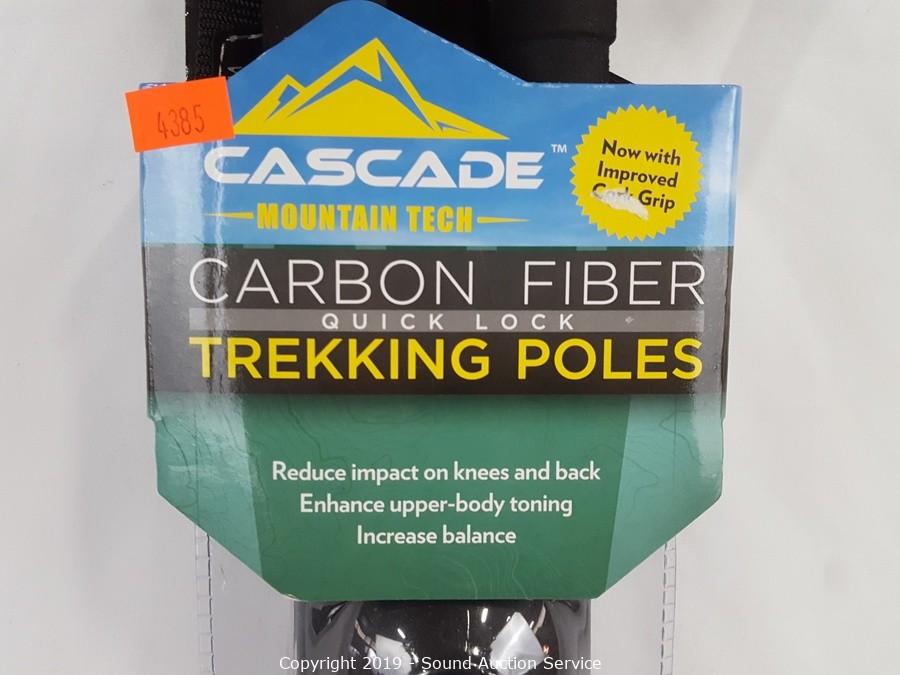 4385
CASCADE™
MOUNTAIN TECH
Now with
Improved
Grip
CARBON FIBER
QUICK LOCK
TREKKING POLES
Reduce impact on knees and back
Enhance upper-body toning
Increase balance
Copyright 2019 - Sound Auction Service